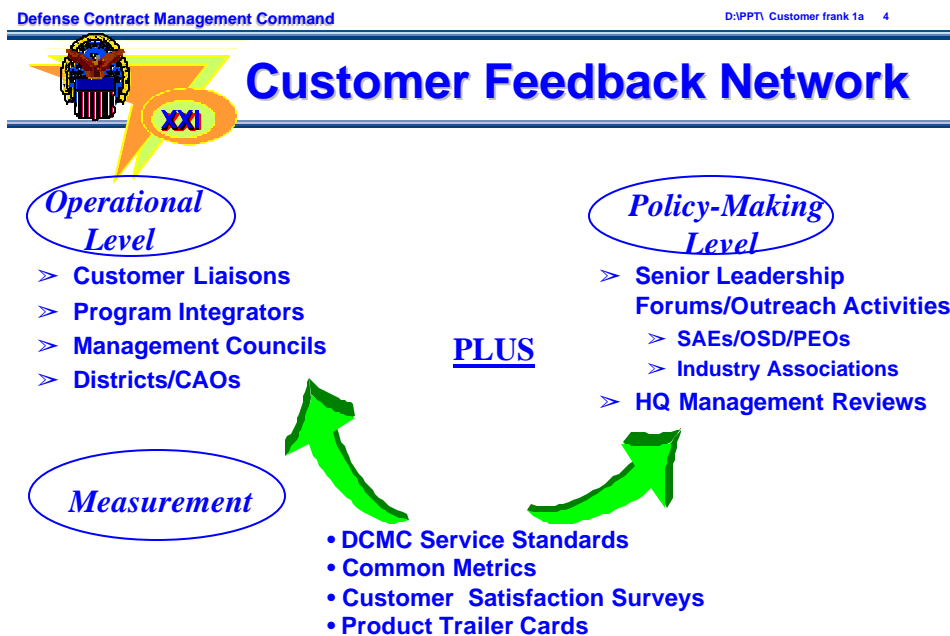 Defense Contract Management Command
D:\PPT\ Customer frank 1a 4
Customer Feedback Network
XXI
Operational
Level
➢ Customer Liaisons
➢ Program Integrators
➢ Management Councils
➢ Districts/CAOs
PLUS
Policy-Making
Level
➢ Senior Leadership
Forums/Outreach Activities
➢ SAEs/OSD/PEOs
➢ Industry Associations
➢ HQ Management Reviews
Measurement
• DCMC Service Standards
• Common Metrics
• Customer Satisfaction Surveys
• Product Trailer Cards